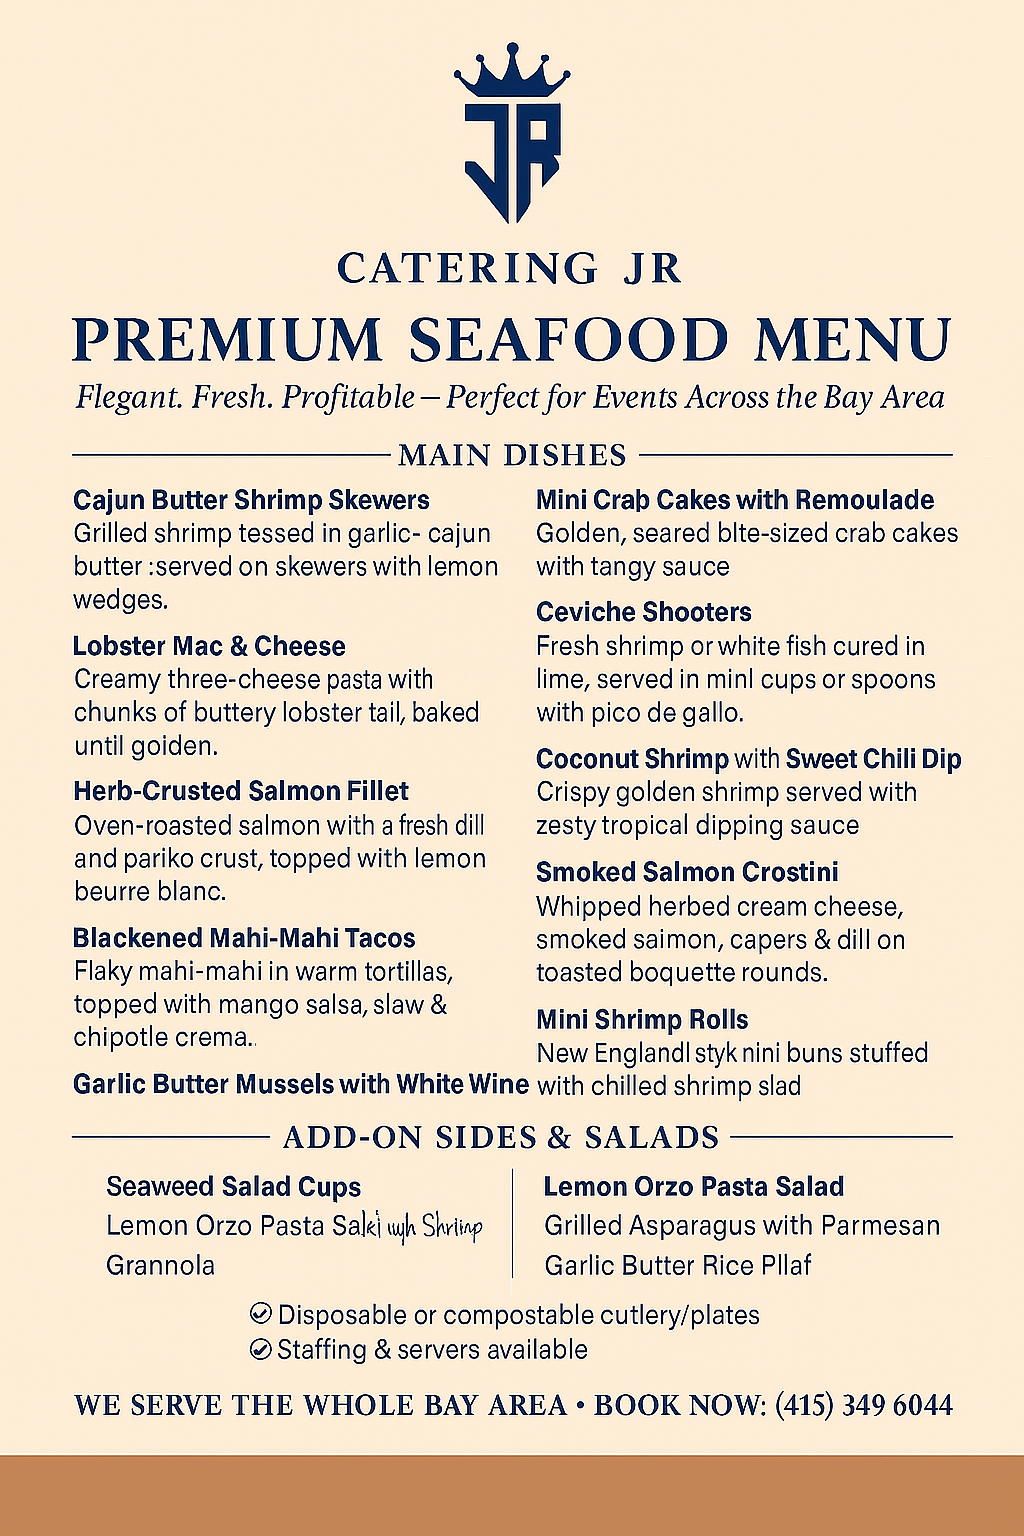 JR
CATERING JR
PREMIUM SEAFOOD MENU
Flegant. Fresh. Profitable – Perfect for Events Across the Bay Area
MAIN DISHES
Cajun Butter Shrimp Skewers
Grilled shrimp tessed in garlic- cajun
butter :served on skewers with lemon
wedges.
Lobster Mac & Cheese
Creamy three-cheese pasta with
chunks of buttery lobster tail, baked
until goiden.
Herb-Crusted Salmon Fillet
Oven-roasted salmon with a fresh dill
and pariko crust, topped with lemon
beurre blanc.
Blackened Mahi-Mahi Tacos
Flaky mahi-mahi in warm tortillas,
topped with mango salsa, slaw &
chipotle crema..
Garlic Butter Mussels with White Wine
Mini Crab Cakes with Remoulade
Golden, seared blte-sized crab cakes
with tangy sauce
Ceviche Shooters
Fresh shrimp or white fish cured in
lime, served in minl cups or spoons
with pico de gallo.
Coconut Shrimp with Sweet Chili Dip
Crispy golden shrimp served with
zesty tropical dipping sauce
Smoked Salmon Crostini
Whipped herbed cream cheese,
smoked saimon, capers & dill on
toasted boquette rounds.
Mini Shrimp Rolls
New Englandl styk nini buns stuffed
with chilled shrimp slad
ADD-ON SIDES & SALADS
Seaweed Salad Cups
Lemon Orzo Pasta Shrimp
Grannola
Lemon Orzo Pasta Salad
Grilled Asparagus with Parmesan
Garlic Butter Rice Pllaf
Disposable or compostable cutlery/plates
Staffing & servers available
WE SERVE THE WHOLE BAY AREA • BOOK NOW: (415) 349 6044